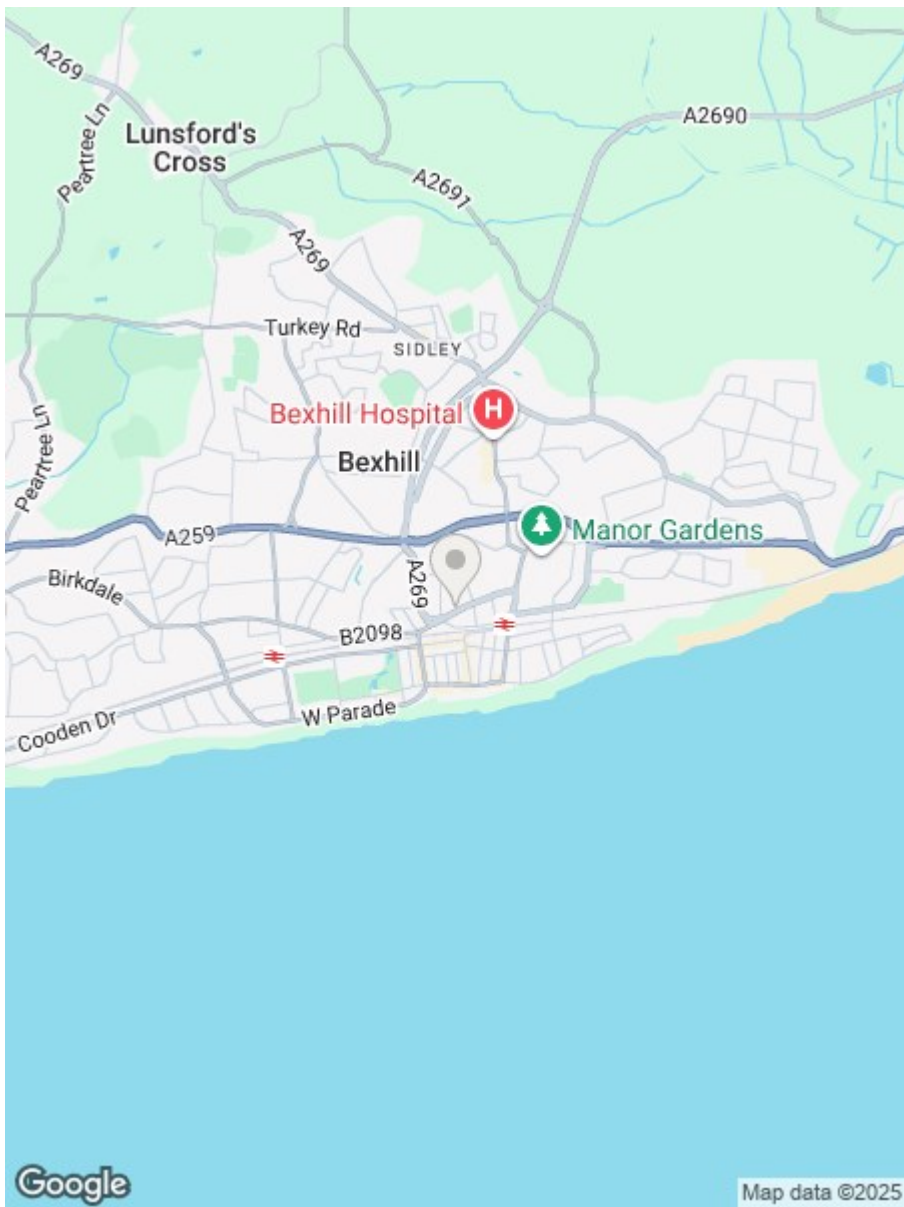 A269
Peartree Ln
Lunsford's
Cross
A2690
A2691
A269
Turkey Rd
SIDLEY
Bexhill Hospital
H
Bexhill
Peartree Ln
A259
Manor Gardens
Birkdale
A269
B2098
W Parade
Cooden Dr
Google
Map data ©2025